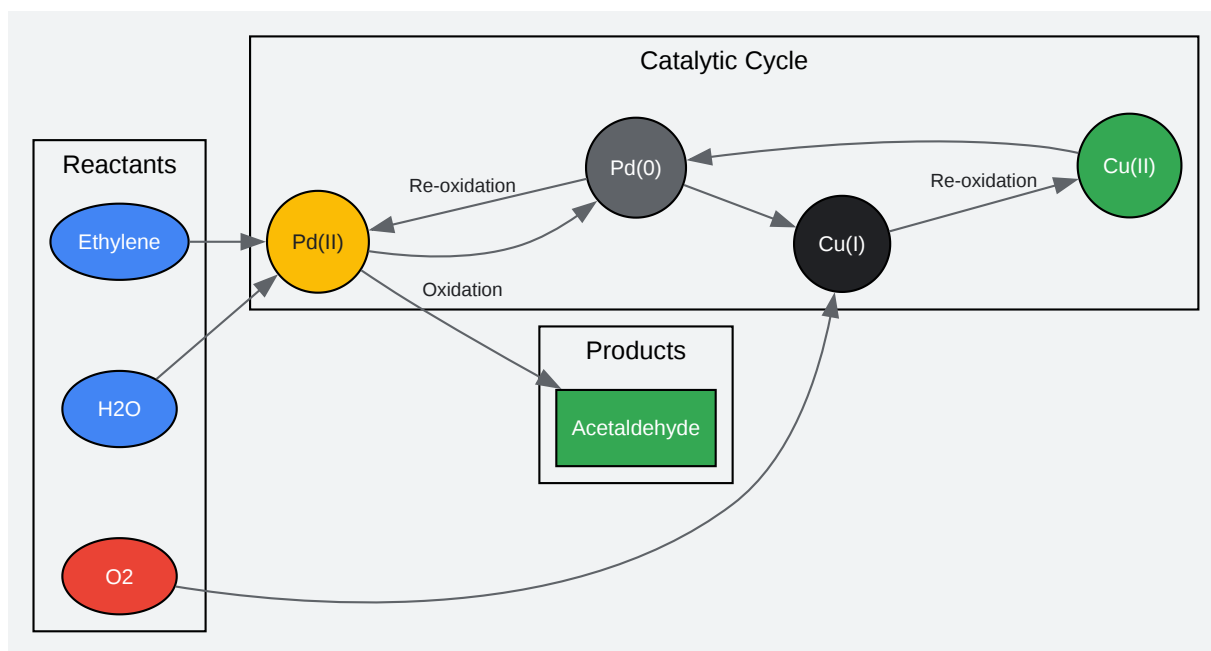 Catalytic Cycle
Reactants
Ethylene
H2O
O2
Pd(II)
Re-oxidation
Pd(0)
Cu(I)
Re-oxidation
Cu(II)
Oxidation
Products
Acetaldehyde